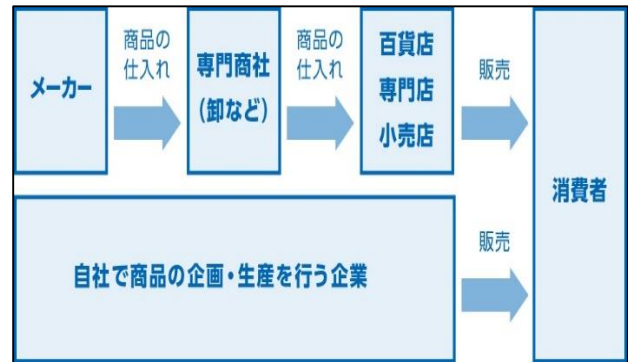 メーカー
商品の
仕入れ
専門商社
(卸など)
商品の
仕入れ
百貨店
専門店
小売店
販売
消費者
自社で商品の企画・生産を行う企業
販売